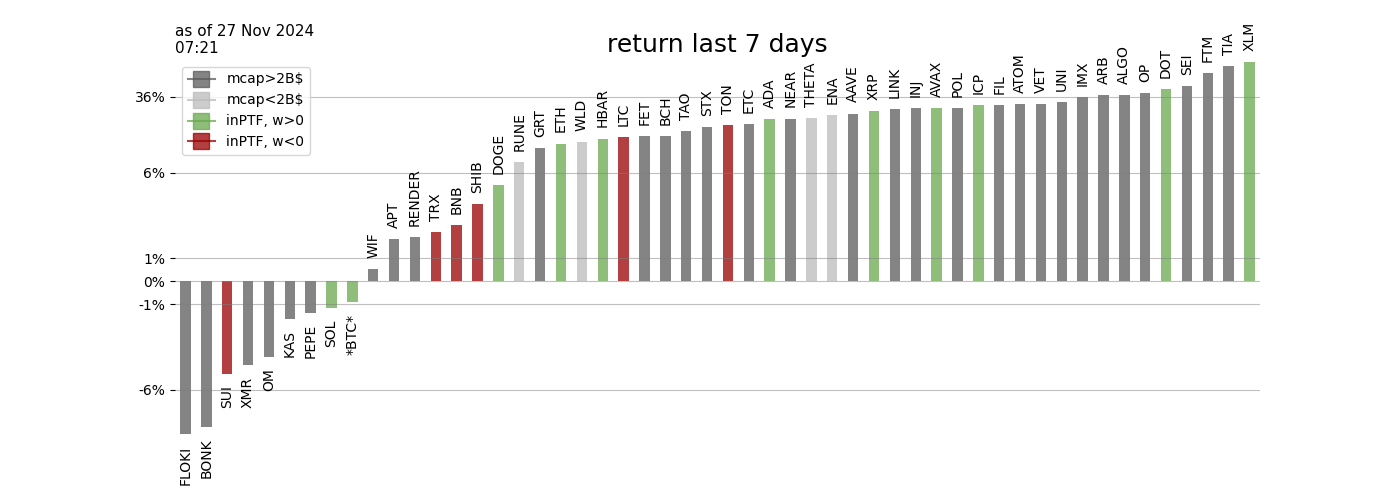 as of 27 Nov 2024
07:21
return last 7 days
mcap>2B$
mcap<2B$
inPTF, w>0
inPTF, w<0
36%
6%
1%
0%
-1%
-6%
FLOKI
BONK
SUI
XMR
OM
KAS
PEPE
SOL
*BTC*
WIF
APT
RENDER
TRX
BNB
SHIB
DOGE
RUNE
GRT
ETH
WLD
HBAR
LTC
FET
BCH
TAO
STX
TON
ETC
ADA
NEAR
THETA
ENA
AAVE
XRP
LINK
INJ
AVAX
POL
ICP
FIL
ATOM
VET
UNI
IMX
ARB
ALGO
OP
DOT
SEI
FTM
TIA
XLM